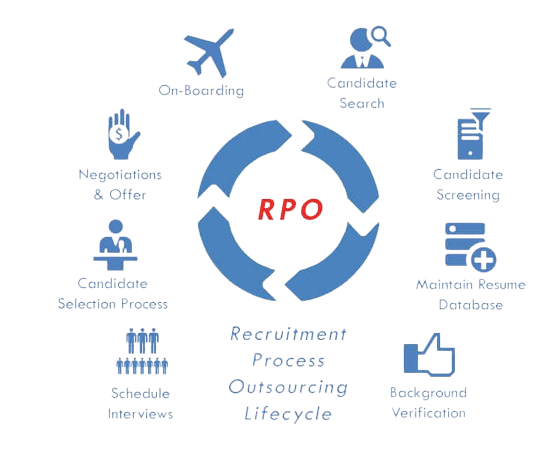 On-Boarding
Candidate
Search
Negotiations
& Offer
$
Candidate
Screening
RPO
Candidate
Selection Process
Maintain Resume
Database
Recruitment
Process
Outsourcing
Lifecycle
Schedule
Interviews
Background
Verification